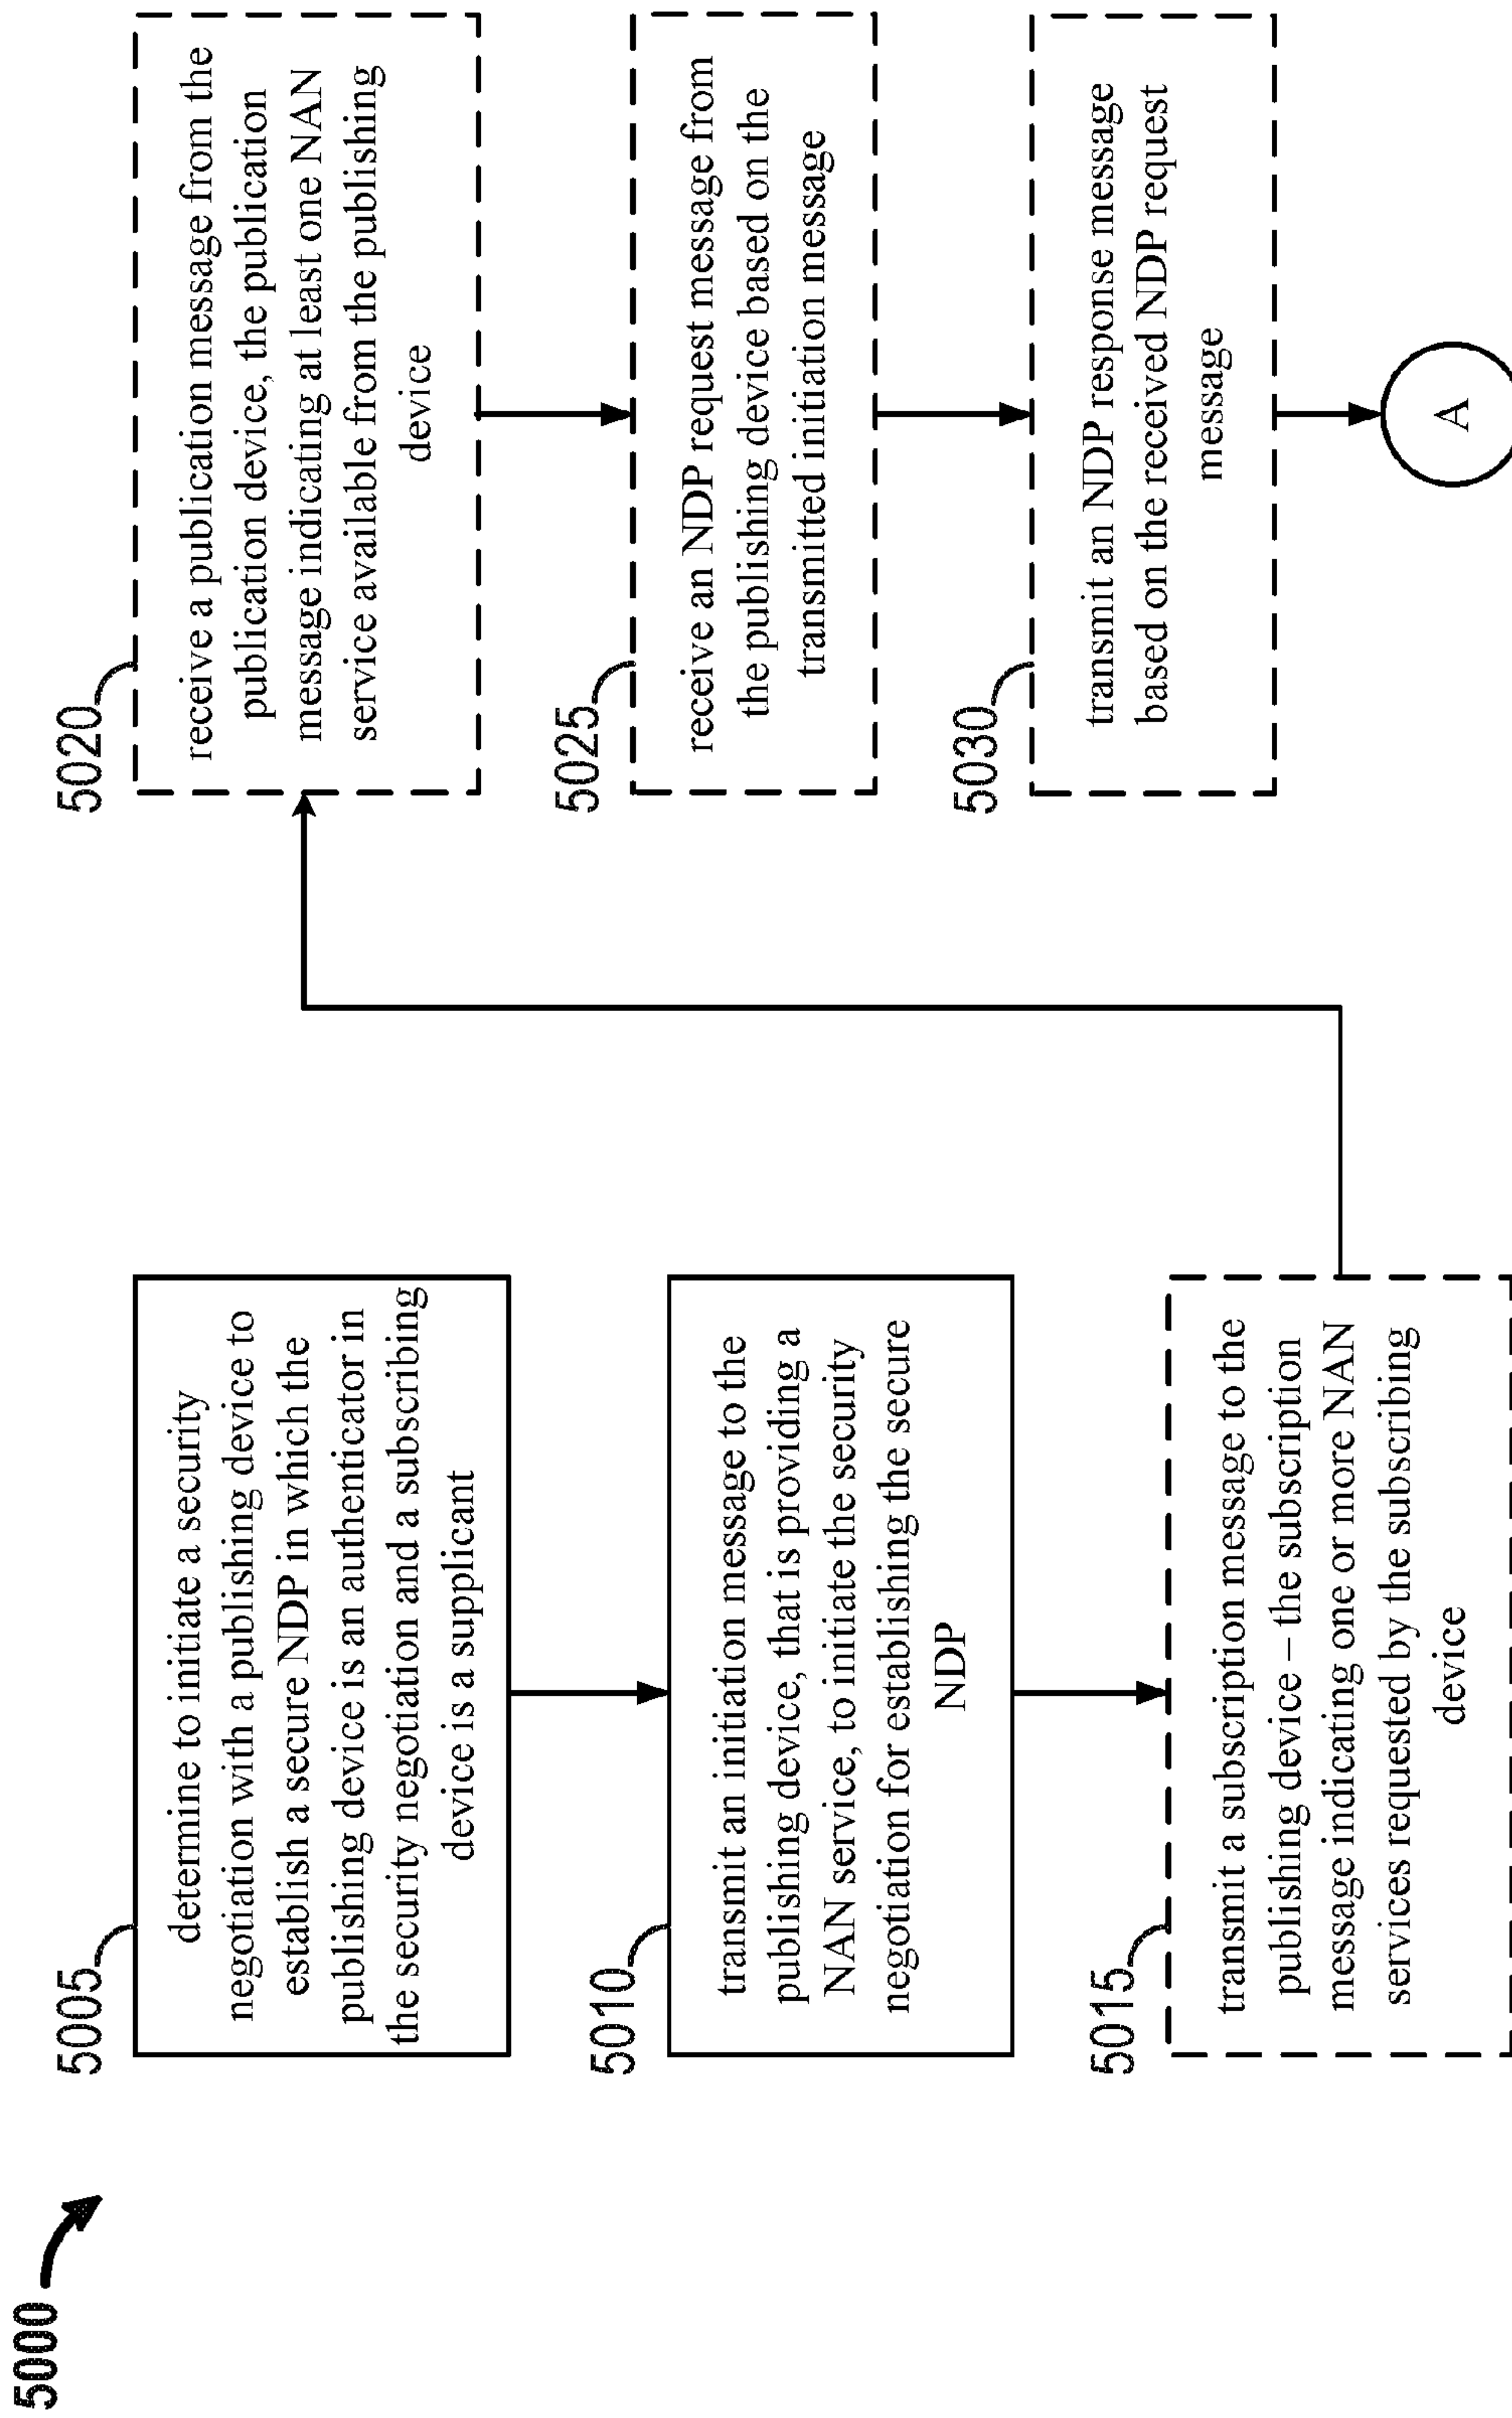 5000
5005
determine to initiate a security
negotiation with a publishing device to
establish a secure NDP in which the
publishing device is an authenticator in
the security negotiation and a subscribing
device is a supplicant
5010
transmit an initiation message to the
publishing device, that is providing a
NAN service, to initiate the security
negotiation for establishing the secure
NDP
5015
transmit a subscription message to the
publishing device – the subscription
message indicating one or more NAN
services requested by the subscribing
device
5020
receive a publication message from the
publication device, the publication
message indicating at least one NAN
service available from the publishing
device
5025
receive an NDP request message from
the publishing device based on the
transmitted initiation message
5030
transmit an NDP response message
based on the received NDP request
message
A